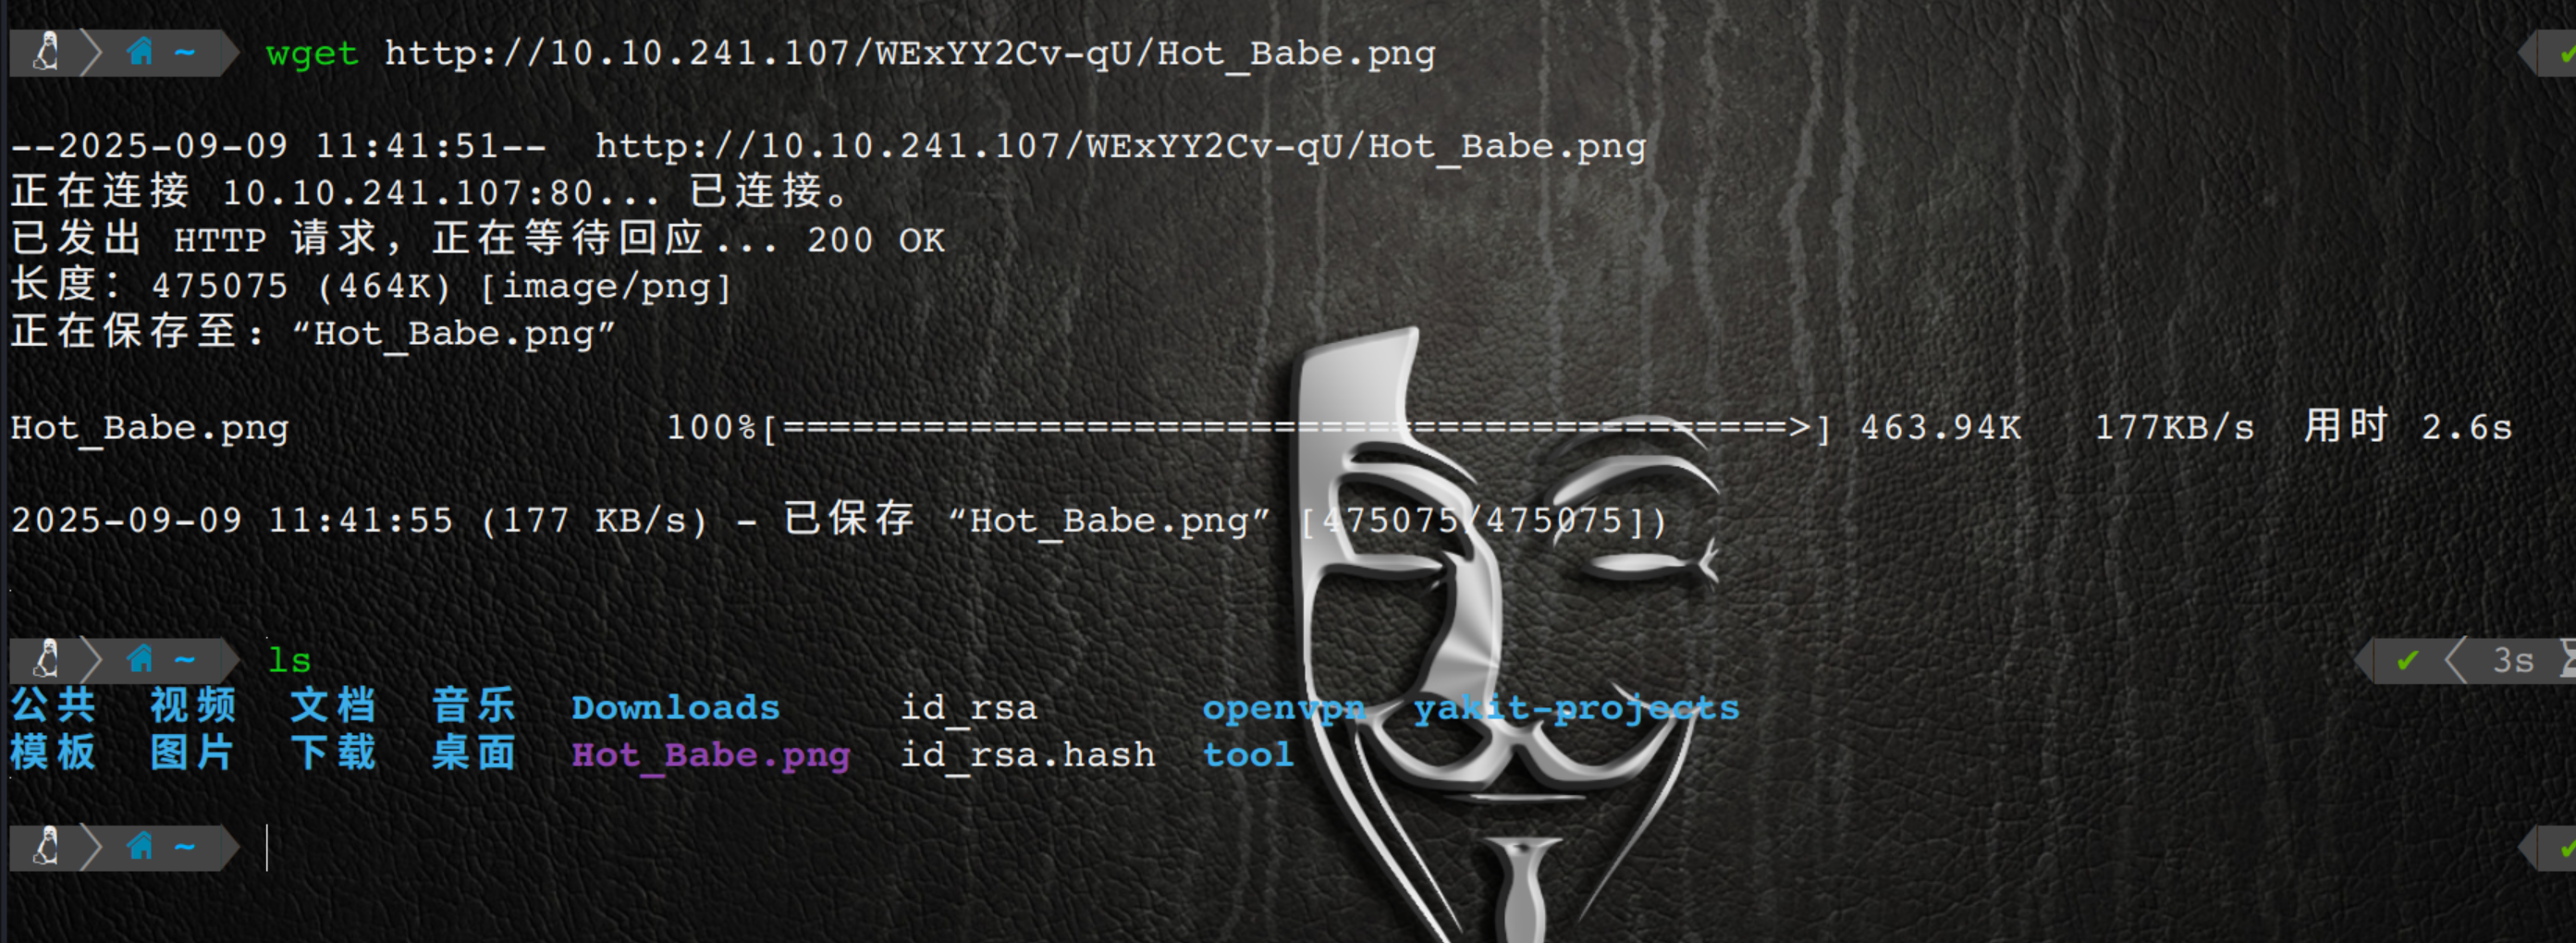 ~ wget http://10.10.241.107/WExYY2Cv-qU/Hot_Babe.png ✔
--2025-09-09 11:41:51--  http://10.10.241.107/WExYY2Cv-qU/Hot_Babe.png
正在连接 10.10.241.107:80... 已连接。
已发出 HTTP 请求，正在等待回应... 200 OK
长度：475075 (464K) [image/png]
正在保存至: “Hot_Babe.png”
Hot_Babe.png 100%[===========================================>] 463.94K 177KB/s 用时 2.6s
2025-09-09 11:41:55 (177 KB/s) - 已保存 “Hot_Babe.png” [475075/475075])
~ ls ✔ 3s
公共 视频 文档 音乐 Downloads id_rsa openvpn yakit-projects
模板 图片 下载 桌面 Hot_Babe.png id_rsa.hash tool
~ ✔